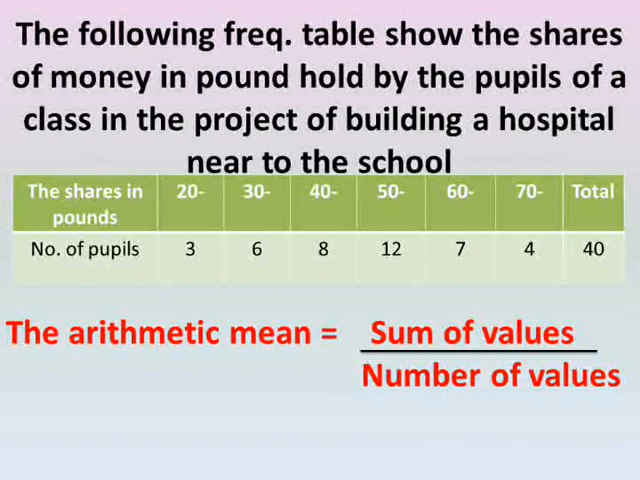 The following freq. table show the shares
of money in pound hold by the pupils of a
class in the project of building a hospital
near to the school
The shares in pounds 20- 30- 40- 50- 60- 70- Total
No. of pupils 3 6 8 12 7 4 40
The arithmetic mean = Sum of values
Number of values